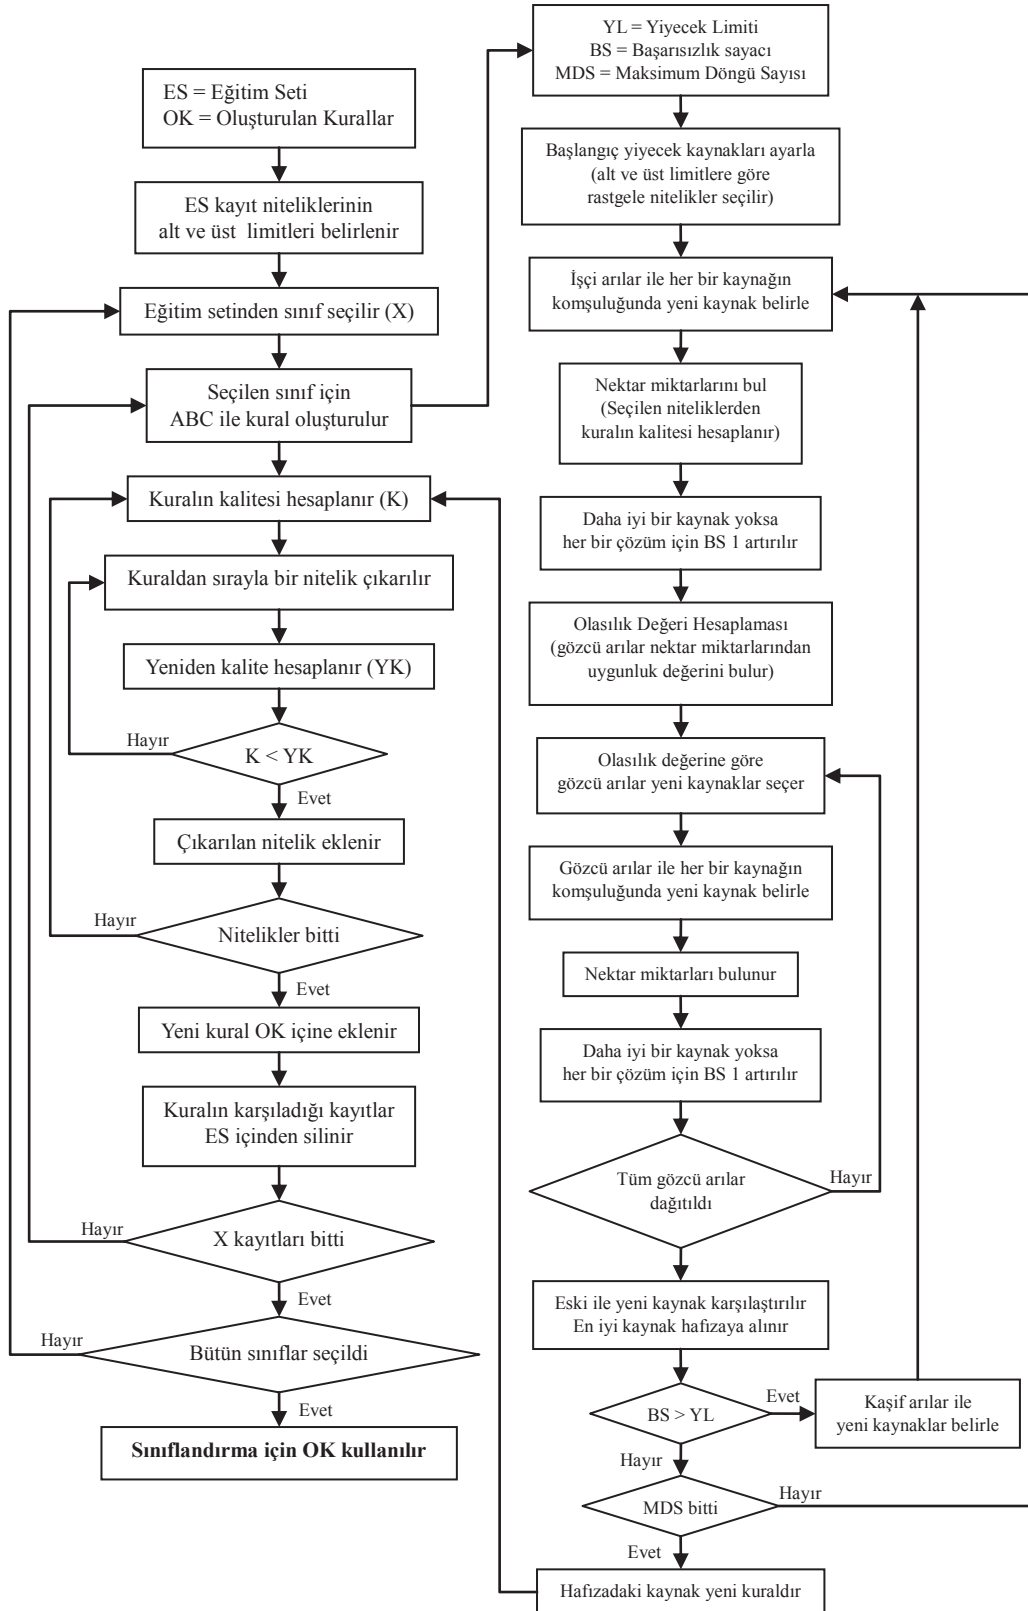 ES = Eğitim Seti
OK = Oluşturulan Kurallar
ES kayıt niteliklerinin
alt ve üst limitleri belirlenir
Eğitim setinden sınıf seçilir (X)
Seçilen sınıf için
ABC ile kural oluşturulur
Kuralın kalitesi hesaplanır (K)
Kuraldan sırayla bir nitelik çıkarılır
Yeniden kalite hesaplanır (YK)
Hayır
K < YK
Evet
Çıkarılan nitelik eklenir
Hayır
Nitelikler bitti
Evet
Yeni kural OK içine eklenir
Kuralın karşıladığı kayıtlar
ES içinden silinir
Hayır
X kayıtları bitti
Evet
Hayır
Bütün sınıflar seçildi
Evet
Sınıflandırma için OK kullanılır
YL = Yiyecek Limiti
BS = Başarısızlık sayacı
MDS = Maksimum Döngü Sayısı
Başlangıç yiyecek kaynakları ayarla
(alt ve üst limitlere göre
rastgele nitelikler seçilir)
İşçi arılar ile her bir kaynağın
komşuluğunda yeni kaynak belirle
Nektar miktarlarını bul
(Seçilen niteliklerden
kuralın kalitesi hesaplanır)
Daha iyi bir kaynak yoksa
her bir çözüm için BS 1 artırılır
Olasılık Değeri Hesaplaması
(gözcü arılar nektar miktarlarından
uygunluk değerini bulur)
Olasılık değerine göre
gözcü arılar yeni kaynaklar seçer
Gözcü arılar ile her bir kaynağın
komşuluğunda yeni kaynak belirle
Nektar miktarları bulunur
Daha iyi bir kaynak yoksa
her bir çözüm için BS 1 artırılır
Tüm gözcü arılar
dağıtıldı
Hayır
Eski ile yeni kaynak karşılaştırılır
En iyi kaynak hafızaya alınır
BS > YL
Evet
Kaşif arılar ile
yeni kaynaklar belirle
Hayır
MDS bitti
Hayır
Evet
Hafızadaki kaynak yeni kuraldır